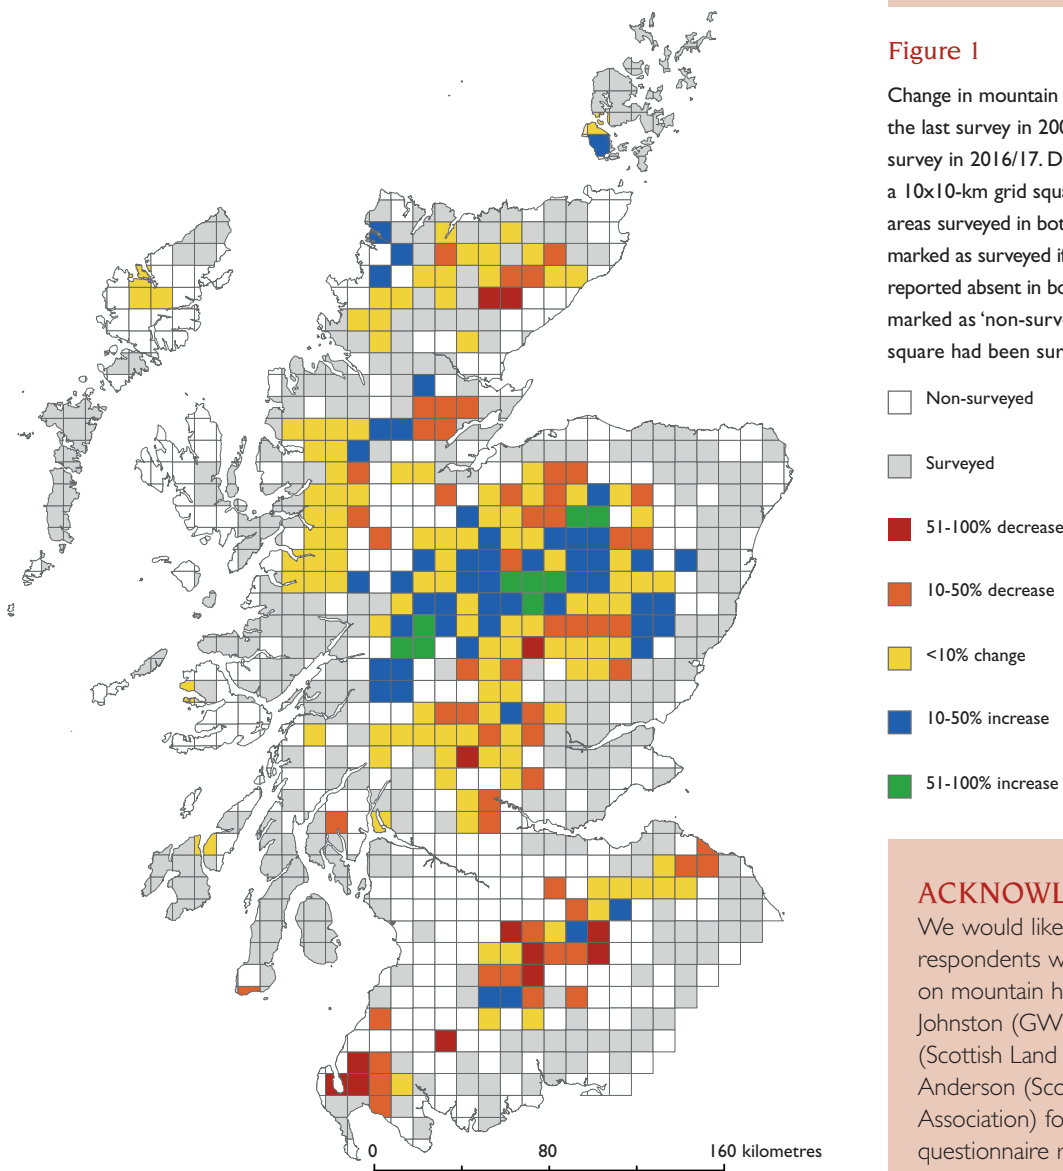 Figure 1
Change in mountain
the last survey in 200
survey in 2016/17. D
a 10x10-km grid squa
areas surveyed in bot
marked as surveyed if
reported absent in bo
marked as ‘non-surve
square had been sur
Non-surveyed
Surveyed
51-100% decrease
10-50% decrease
<10% change
10-50% increase
51-100% increase
ACKNOWL
We would like
respondents w
on mountain h
Johnston (GW
(Scottish Land
Anderson (Sco
Association) fo
questionnaire r
0 80 160 kilometres